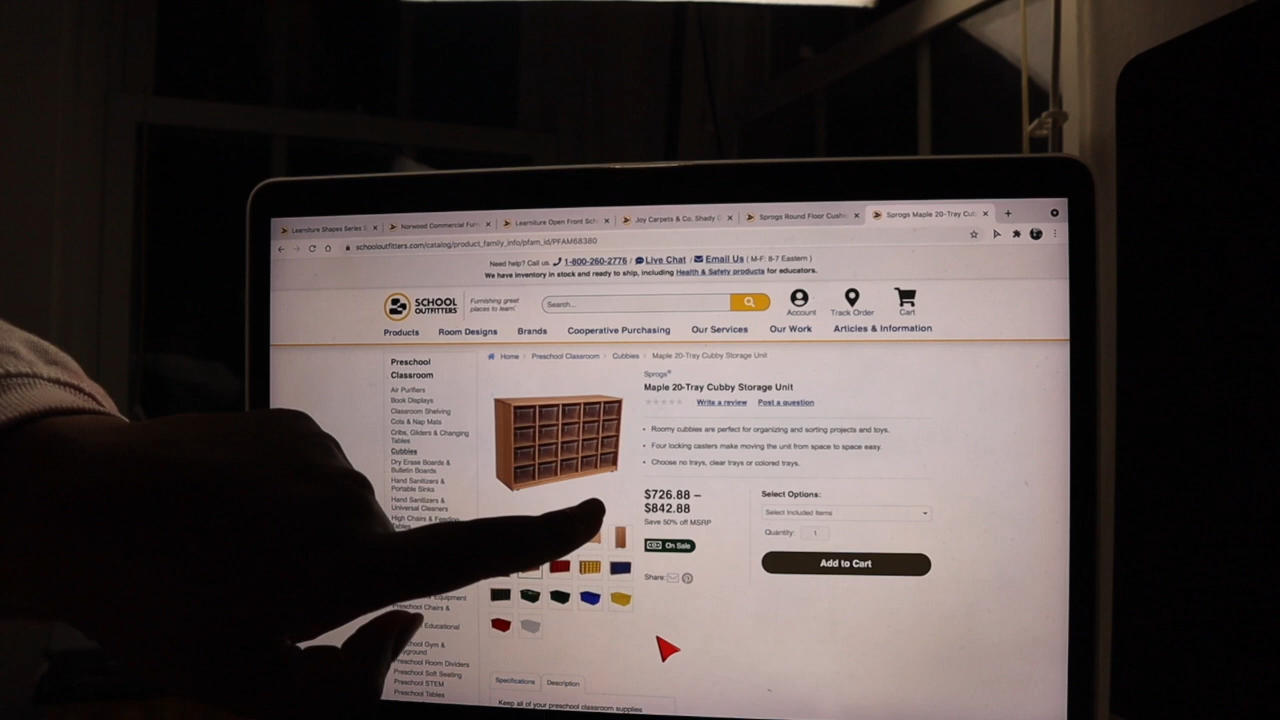 Learniture Shapes Series S
Norwood Commercial Furn
Learniture Open Front Sch
Joy Carpets & Co. Shady G
Sprogs Round Floor Cushi
Sprogs Maple 20-Tray Cub
schooloutfitters.com/catalog/product_family_info/pfam_id/PFAM68380
Need help? Call us. 1-800-260-2776 / Live Chat / Email Us ( M-F: 8-7 Eastern )
We have inventory in stock and ready to ship, including Health & Safety products for educators.
SCHOOL
OUTFITTERS
Furnishing great
places to learn
Search...
Account
Track Order
Cart
Products
Room Designs
Brands
Cooperative Purchasing
Our Services
Our Work
Articles & Information
Preschool
Classroom
Air Purifiers
Book Displays
Classroom Shelving
Cots & Nap Mats
Cribs, Gliders & Changing
Tables
Cubbies
Dry Erase Boards &
Bulletin Boards
Hand Sanitizers &
Portable Sinks
Hand Sanitizers &
Universal Cleaners
High Chairs & Feeding
Tables
Equipment
Preschool Chairs &
Educational
Gym &
Preschool Room Dividers
Preschool Soft Seating
Preschool STEM
Preschool Tables
Home
Preschool Classroom
Cubbies
Maple 20-Tray Cubby Storage Unit
Sprogs®
Maple 20-Tray Cubby Storage Unit
Write a review
Post a question
• Roomy cubbies are perfect for organizing and sorting projects and toys.
• Four locking casters make moving the unit from space to space easy.
• Choose no trays, clear trays or colored trays.
$726.88 –
$842.88
Save 50% off MSRP
On Sale
Share:
Select Options:
Select Included Items
Quantity: 1
Add to Cart
Specifications
Description
Keep all of your preschool classroom supplies